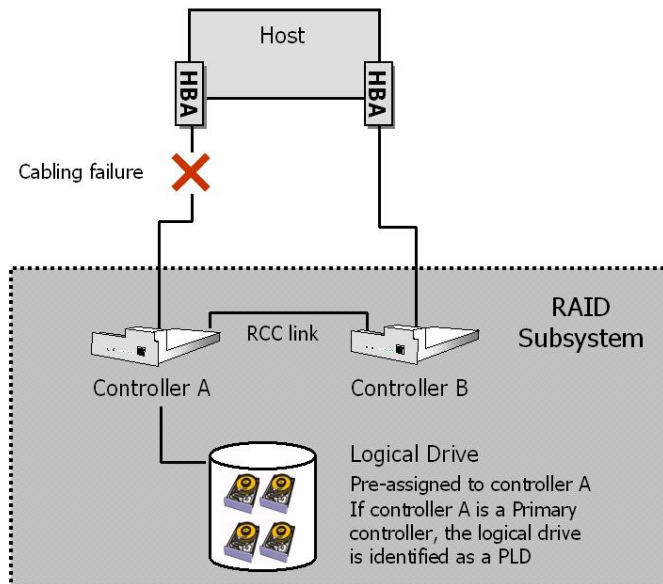 Host
HBA
HBA
Cabling failure
RAID
Subsystem
RCC link
Controller A
Controller B
Logical Drive
Pre-assigned to controller A
If controller A is a Primary
controller, the logical drive
is identified as a PLD